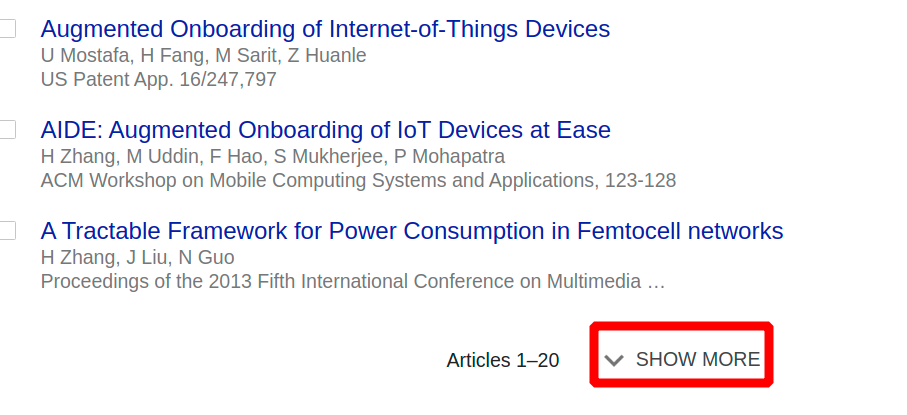 Augmented Onboarding of Internet-of-Things Devices
U Mostafa, H Fang, M Sarit, Z Huanle
US Patent App. 16/247,797
AIDE: Augmented Onboarding of IoT Devices at Ease
H Zhang, M Uddin, F Hao, S Mukherjee, P Mohapatra
ACM Workshop on Mobile Computing Systems and Applications, 123-128
A Tractable Framework for Power Consumption in Femtocell networks
H Zhang, J Liu, N Guo
Proceedings of the 2013 Fifth International Conference on Multimedia …
Articles 1–20 SHOW MORE